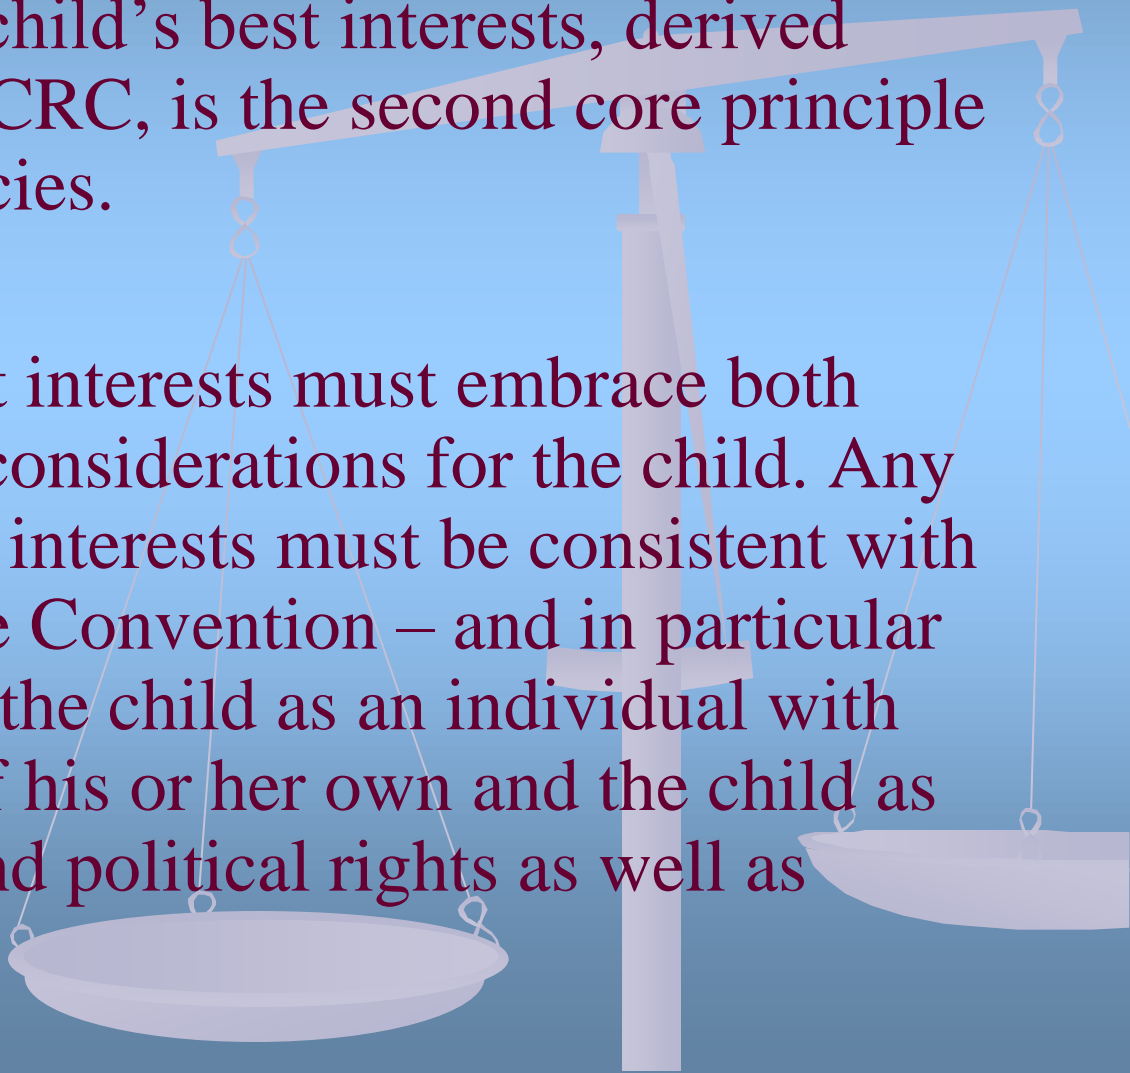 child’s best interests, derived
CRC, is the second core principle
cies.
t interests must embrace both
considerations for the child. Any
interests must be consistent with
e Convention – and in particular
the child as an individual with
f his or her own and the child as
nd political rights as well as